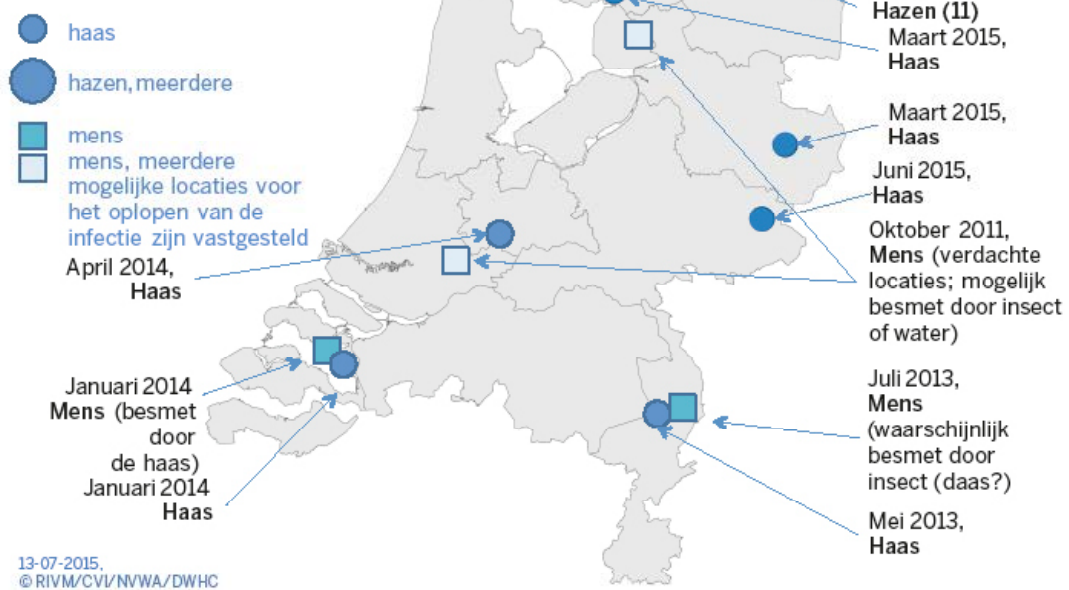 haas
hazen, meerdere
mens
mens, meerdere
mogelijke locaties voor
het oplopen van de
infectie zijn vastgesteld
April 2014,
Haas
Januari 2014
Mens (besmet
door
de haas)
Januari 2014
Haas
13-07-2015,
© RIVM/CVI/NVWA/DWHC
Hazen (11)
Maart 2015,
Haas
Maart 2015,
Haas
Juni 2015,
Haas
Oktober 2011,
Mens (verdachte
locaties; mogelijk
besmet door insect
of water)
Juli 2013,
Mens
(waarschijnlijk
besmet door
insect (daas?)
Mei 2013,
Haas